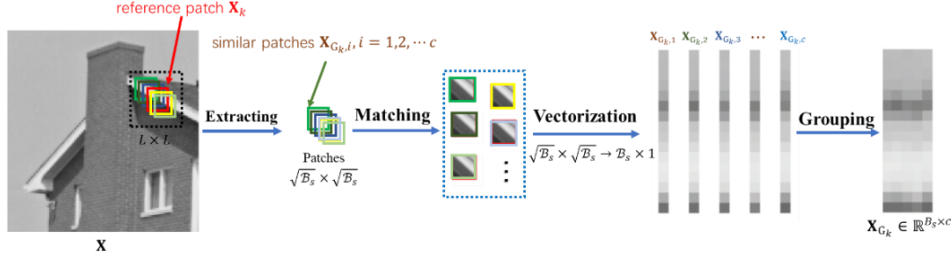 reference patch X_k
similar patches X_{G_k,i}, i = 1,2, ⋯ c
X_{G_k,1} X_{G_k,2} X_{G_k,3} ⋯ X_{G_k,c}
L × L
Extracting
Matching
Vectorization
Grouping
Patches
√B_s × √B_s
√B_s × √B_s → B_s × 1
X
X_{G_k} ∈ ℝ^{B_s×c}